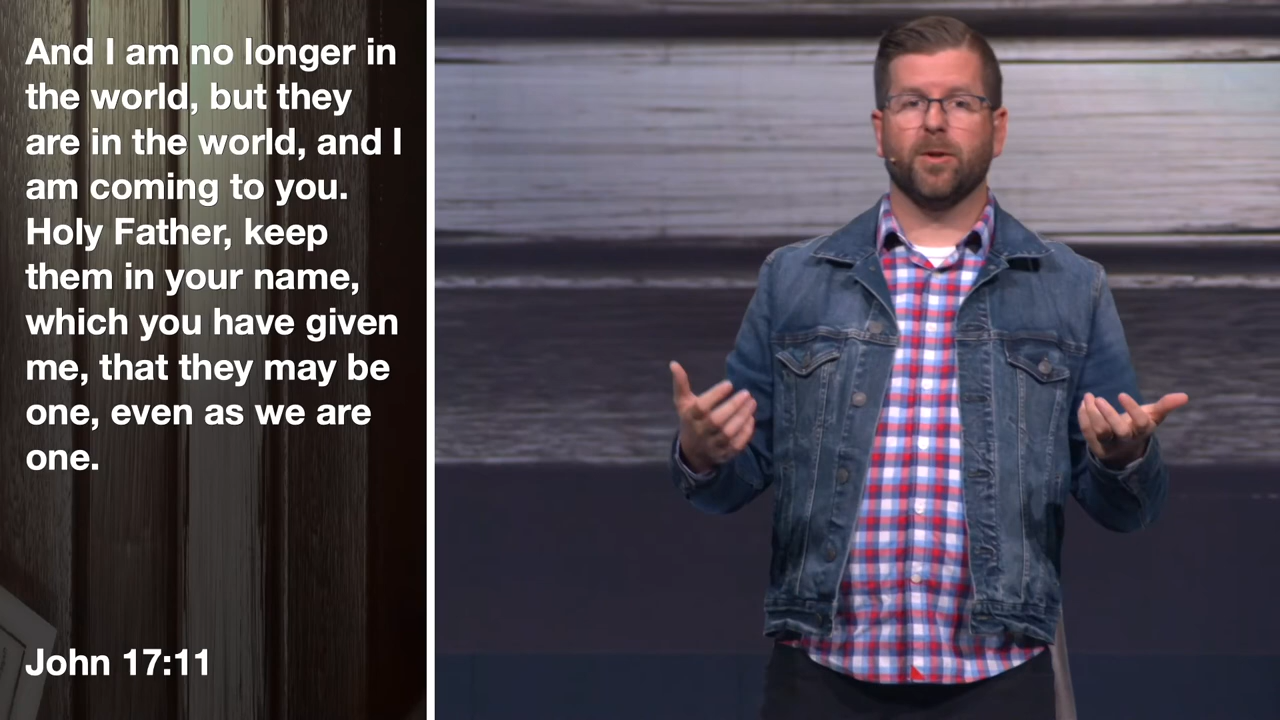 And I am no longer in
the world, but they
are in the world, and I
am coming to you.
Holy Father, keep
them in your name,
which you have given
me, that they may be
one, even as we are
one.
John 17:11